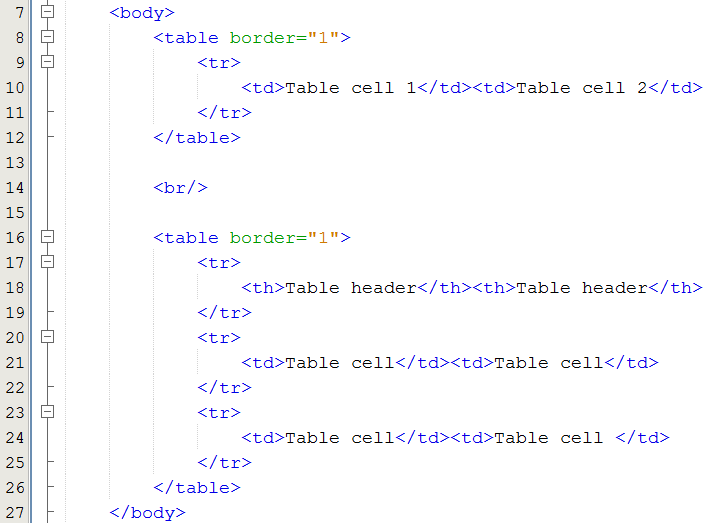 7 <body>
8 <table border="1">
9 <tr>
10 <td>Table cell 1</td><td>Table cell 2</td>
11 </tr>
12 </table>
13
14 <br/>
15
16 <table border="1">
17 <tr>
18 <th>Table header</th><th>Table header</th>
19 </tr>
20 <tr>
21 <td>Table cell</td><td>Table cell</td>
22 </tr>
23 <tr>
24 <td>Table cell</td><td>Table cell </td>
25 </tr>
26 </table>
27 </body>